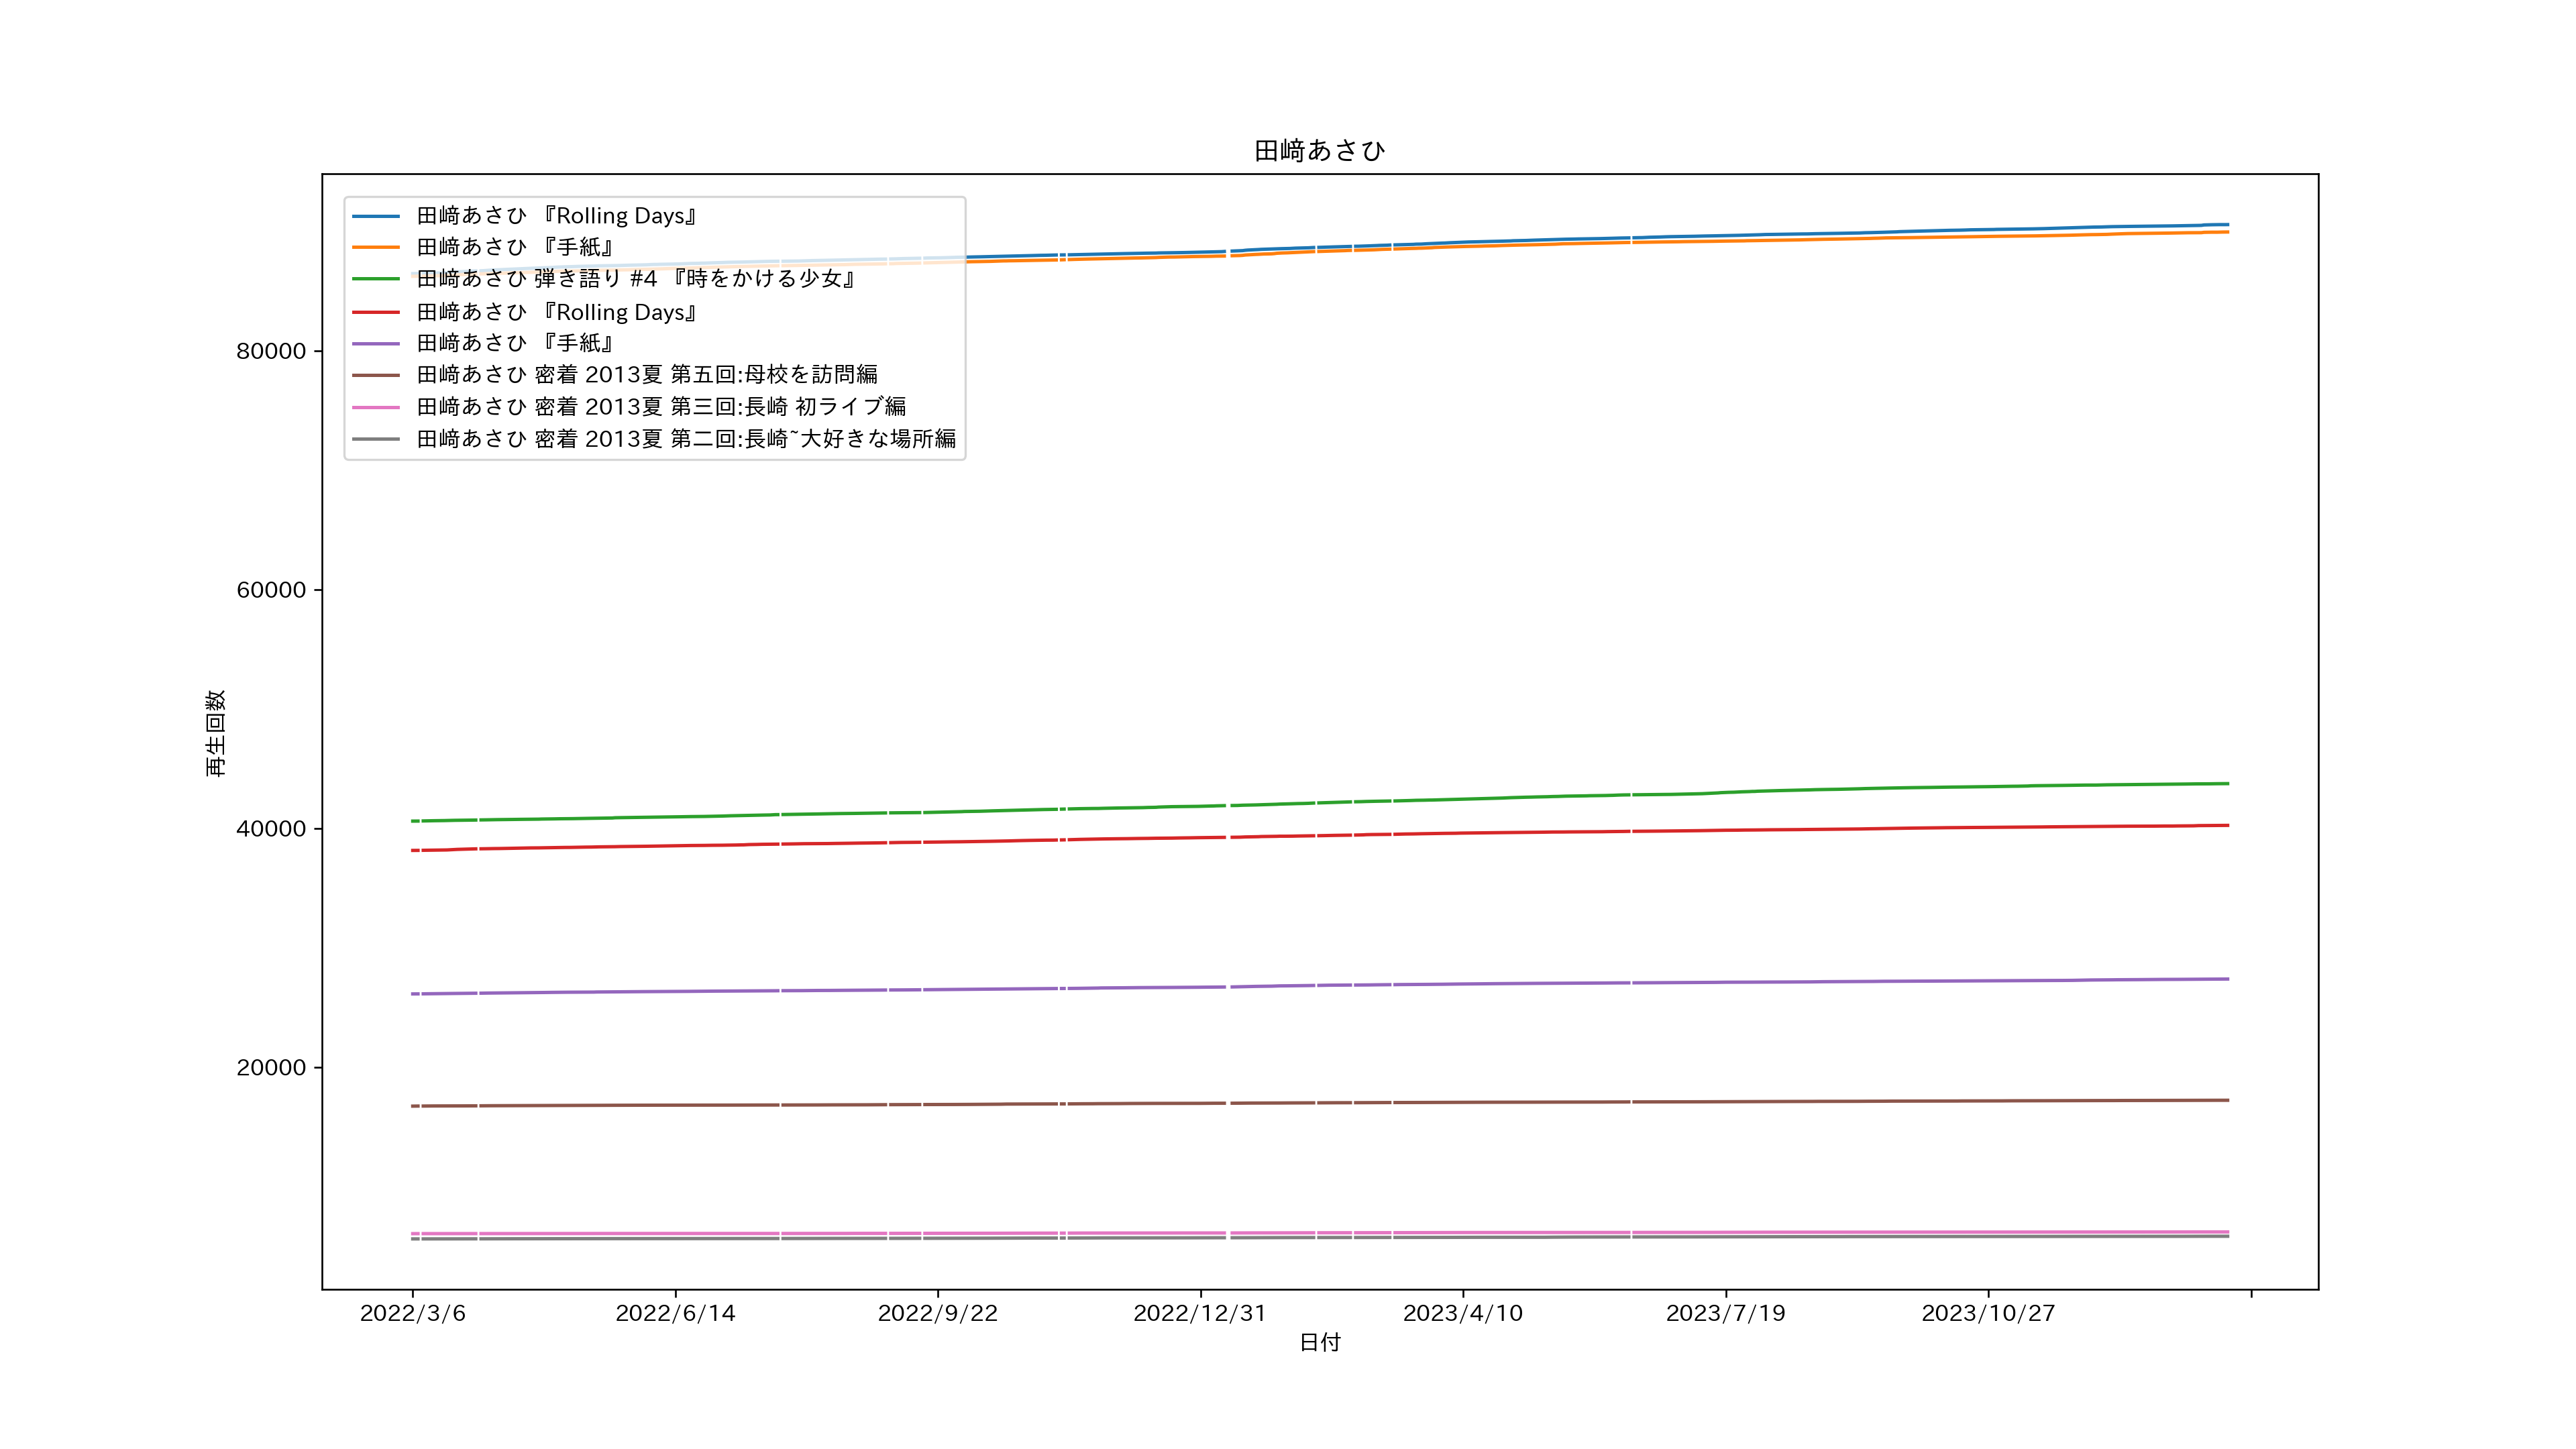 田﨑あさひ
田﨑あさひ 『Rolling Days』
田﨑あさひ 『手紙』
田﨑あさひ 弾き語り #4 『時をかける少女』
田﨑あさひ 『Rolling Days』
田﨑あさひ 『手紙』
田﨑あさひ 密着 2013夏 第五回:母校を訪問編
田﨑あさひ 密着 2013夏 第三回:長崎 初ライブ編
田﨑あさひ 密着 2013夏 第二回:長崎~大好きな場所編
80000
60000
40000
20000
再生回数
2022/3/6
2022/6/14
2022/9/22
2022/12/31
2023/4/10
2023/7/19
2023/10/27
日付